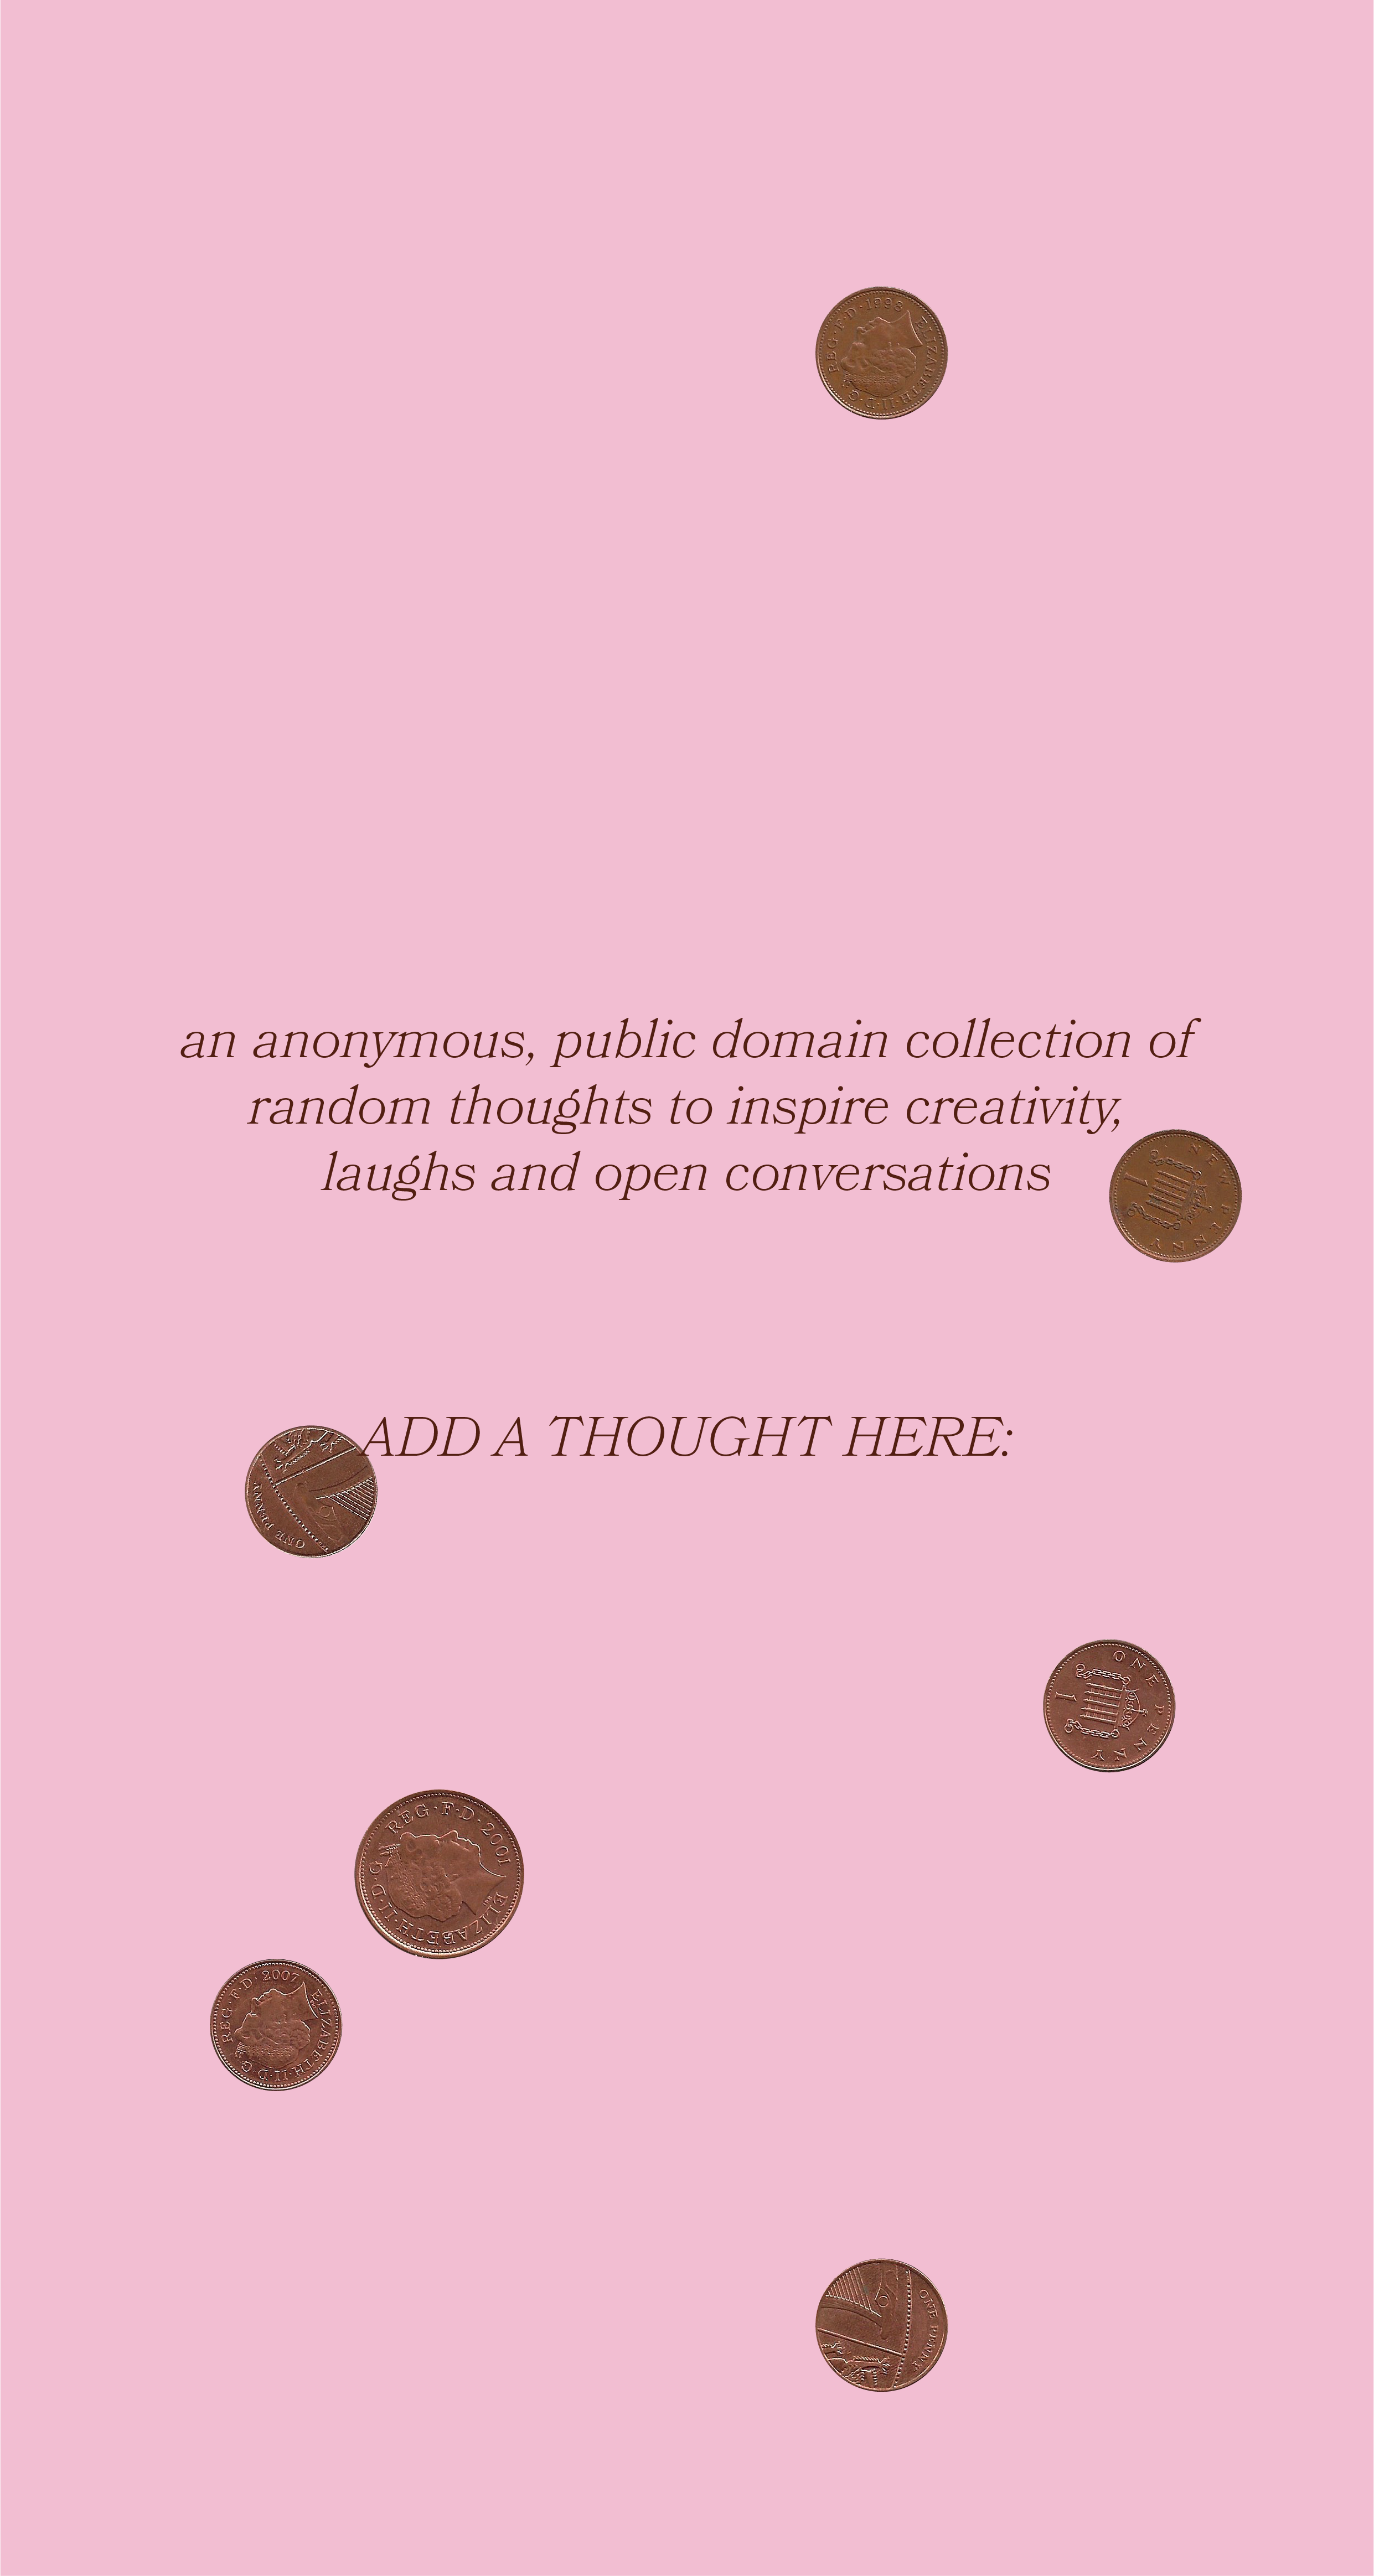 REG·F·D·1998
ELIZABETH·II·D·G
an anonymous, public domain collection of
random thoughts to inspire creativity,
laughs and open conversations
NEW PENNY
1
ADD A THOUGHT HERE:
ONE PENNY
ONE PENNY
1
ELIZABETH·II·D·G
REG·F·D·2001
ELIZABETH·II·D·G
REG·F·D·2007
ONE PENNY